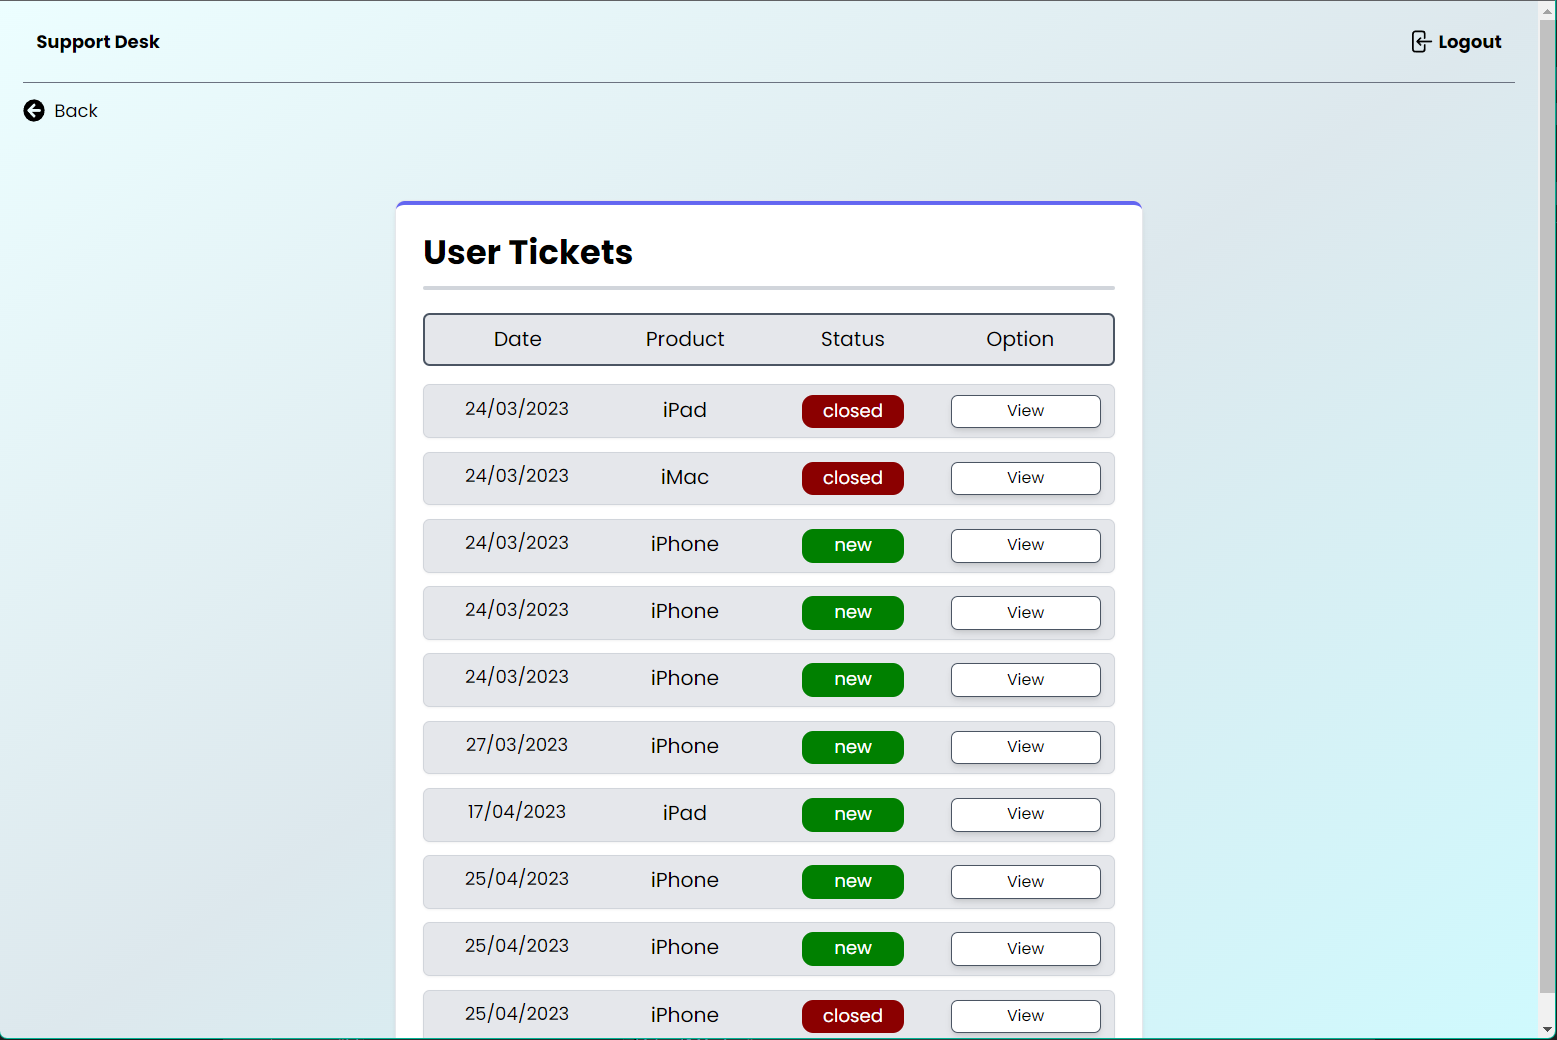 Support Desk Logout
Back
User Tickets
Date Product Status Option
24/03/2023 iPad closed View
24/03/2023 iMac closed View
24/03/2023 iPhone new View
24/03/2023 iPhone new View
24/03/2023 iPhone new View
27/03/2023 iPhone new View
17/04/2023 iPad new View
25/04/2023 iPhone new View
25/04/2023 iPhone new View
25/04/2023 iPhone closed View